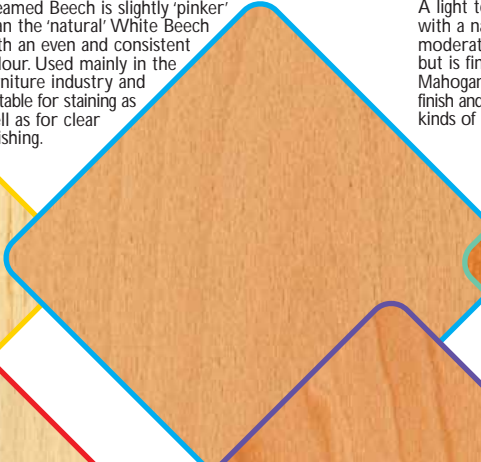 eamed Beech is slightly ‘pinker’
an the ‘natural’ White Beech
th an even and consistent
lour. Used mainly in the
niture industry and
table for staining as
ll as for clear
ishing.
A light to
with a na
moderat
but is fin
Mahogan
finish and
kinds of